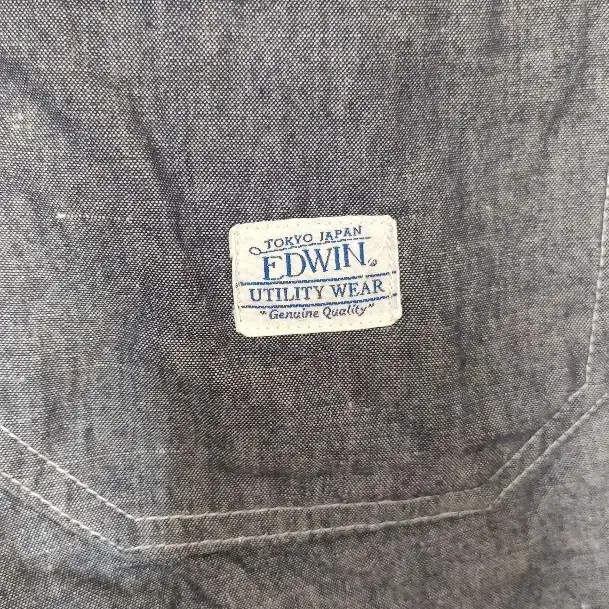 TOKYO JAPAN
EDWIN
UTILITY WEAR
"Genuine Quality"